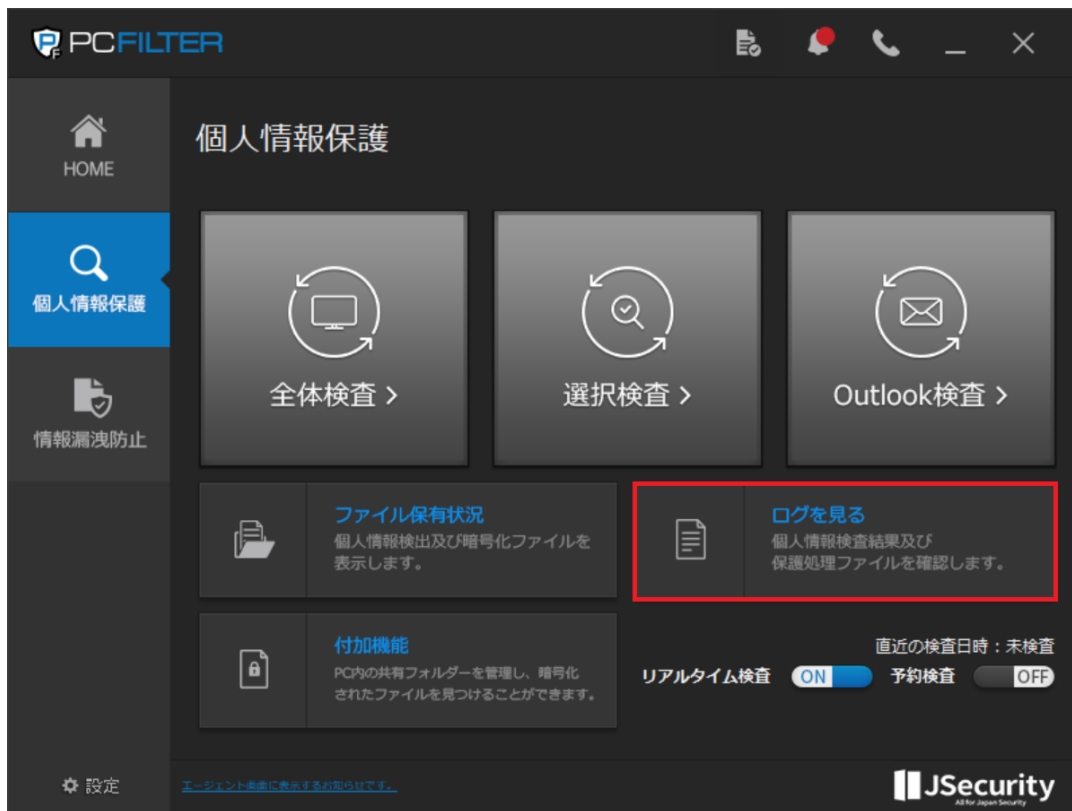 PCFILTER
HOME
個人情報保護
情報漏洩防止
設定
個人情報保護
全体検査 >
選択検査 >
Outlook検査 >
ファイル保有状況
個人情報検出及び暗号化ファイルを
表示します。
ログを見る
個人情報検査結果及び
保護処理ファイルを確認します。
付加機能
PC内の共有フォルダーを管理し、暗号化
されたファイルを見つけることができます。
直近の検査日時：未検査
リアルタイム検査 ON 予約検査 OFF
エージェント画面に表示するお知らせです。
JSecurity
All for Japan Security